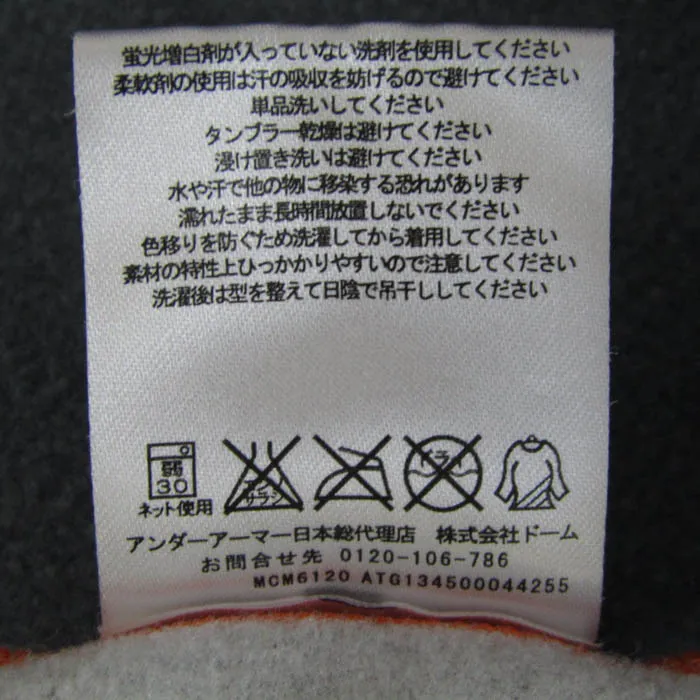 蛍光増白剤が入っていない洗剤を使用してください
柔軟剤の使用は汗の吸収を妨げるので避けてください
単品洗いしてください
タンブラー乾燥は避けてください
浸け置き洗いは避けてください
水や汗で他の物に移染する恐れがあります
濡れたまま長時間放置しないでください
色移りを防ぐため洗濯してから着用してください
素材の特性上ひっかかりやすいので注意してください
洗濯後は型を整えて日陰で吊干ししてください
弱
30
エンソ
サラシ
ドライ
ネット使用
アンダーアーマー日本総代理店 株式会社ドーム
お問合せ先 0120-106-786
MCM6120 ATG134500044255